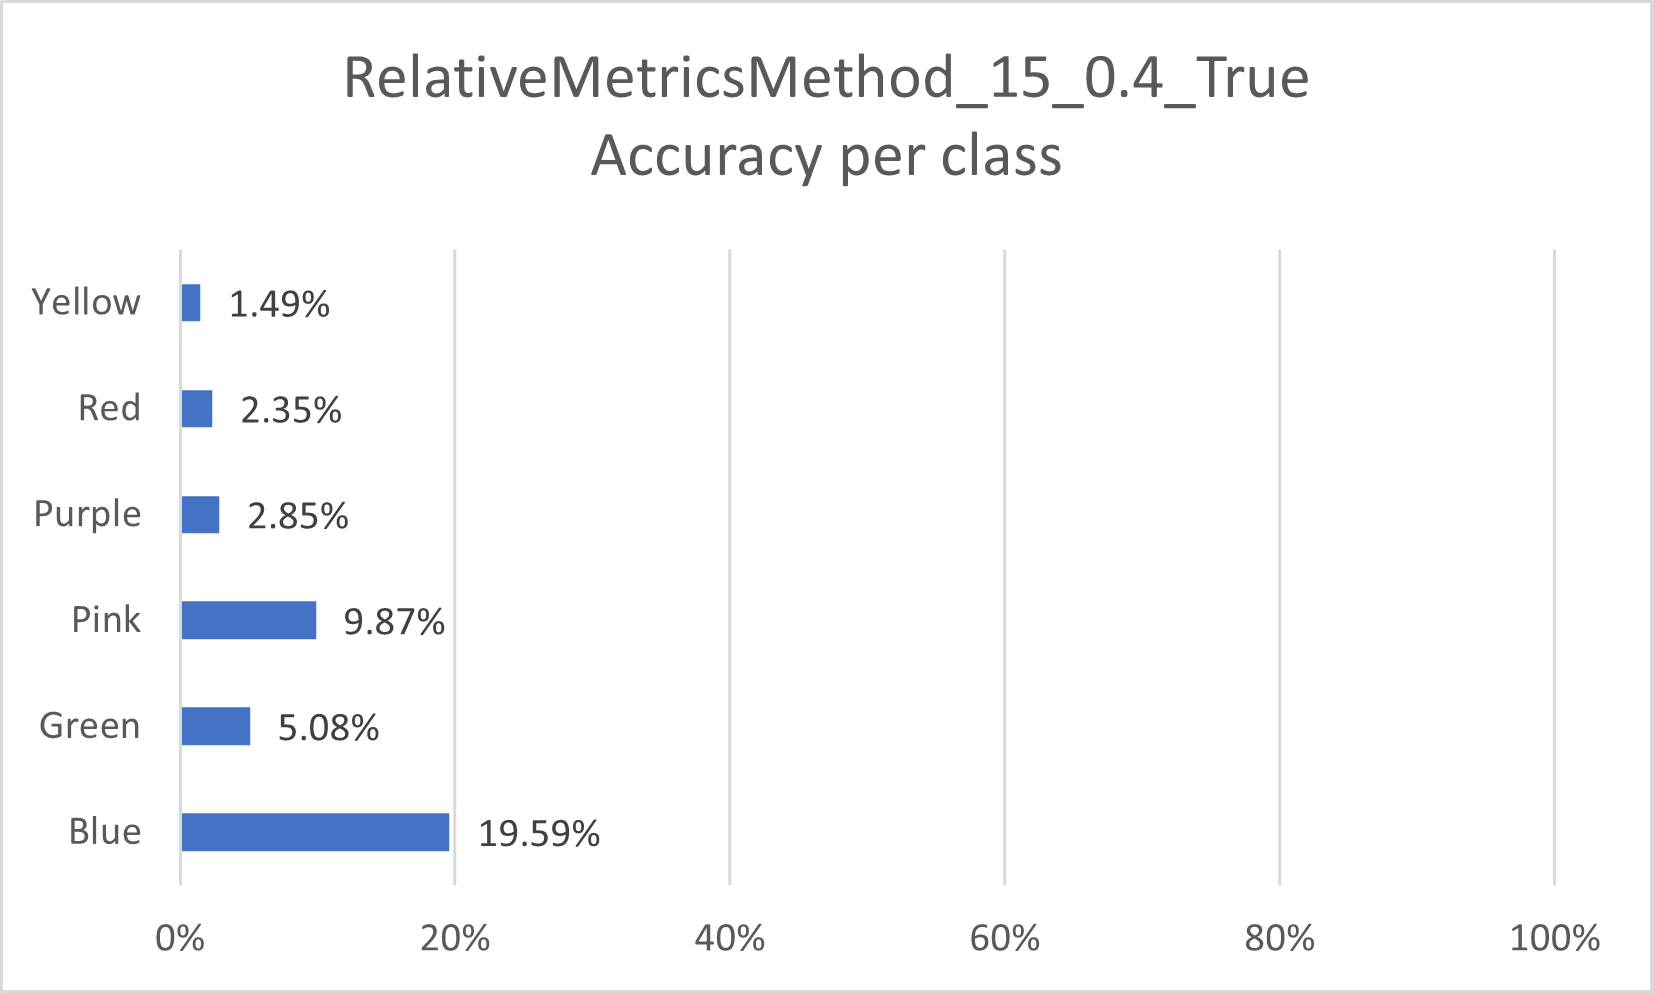 RelativeMetricsMethod_15_0.4_True
Accuracy per class
Yellow 1.49%
Red 2.35%
Purple 2.85%
Pink 9.87%
Green 5.08%
Blue 19.59%
0% 20% 40% 60% 80% 100%